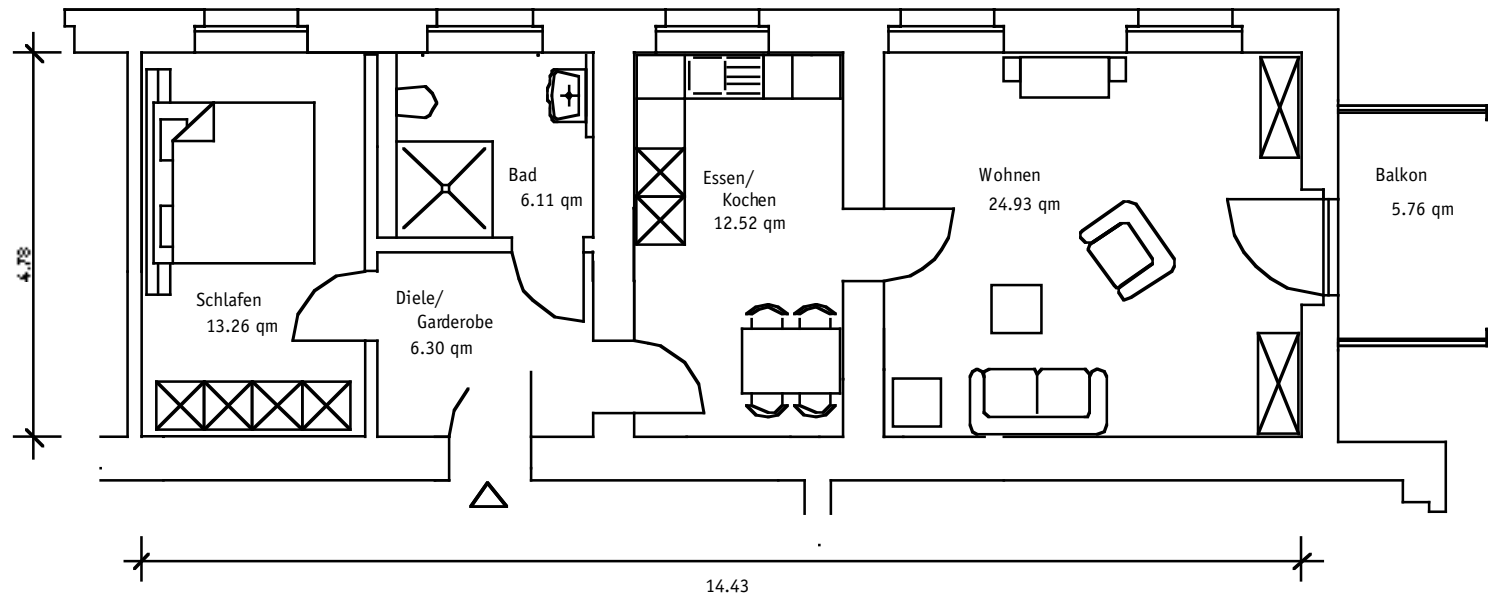 Schlafen
13.26 qm
Bad
6.11 qm
Diele/
Garderobe
6.30 qm
Essen/
Kochen
12.52 qm
Wohnen
24.93 qm
Balkon
5.76 qm
4.78
14.43